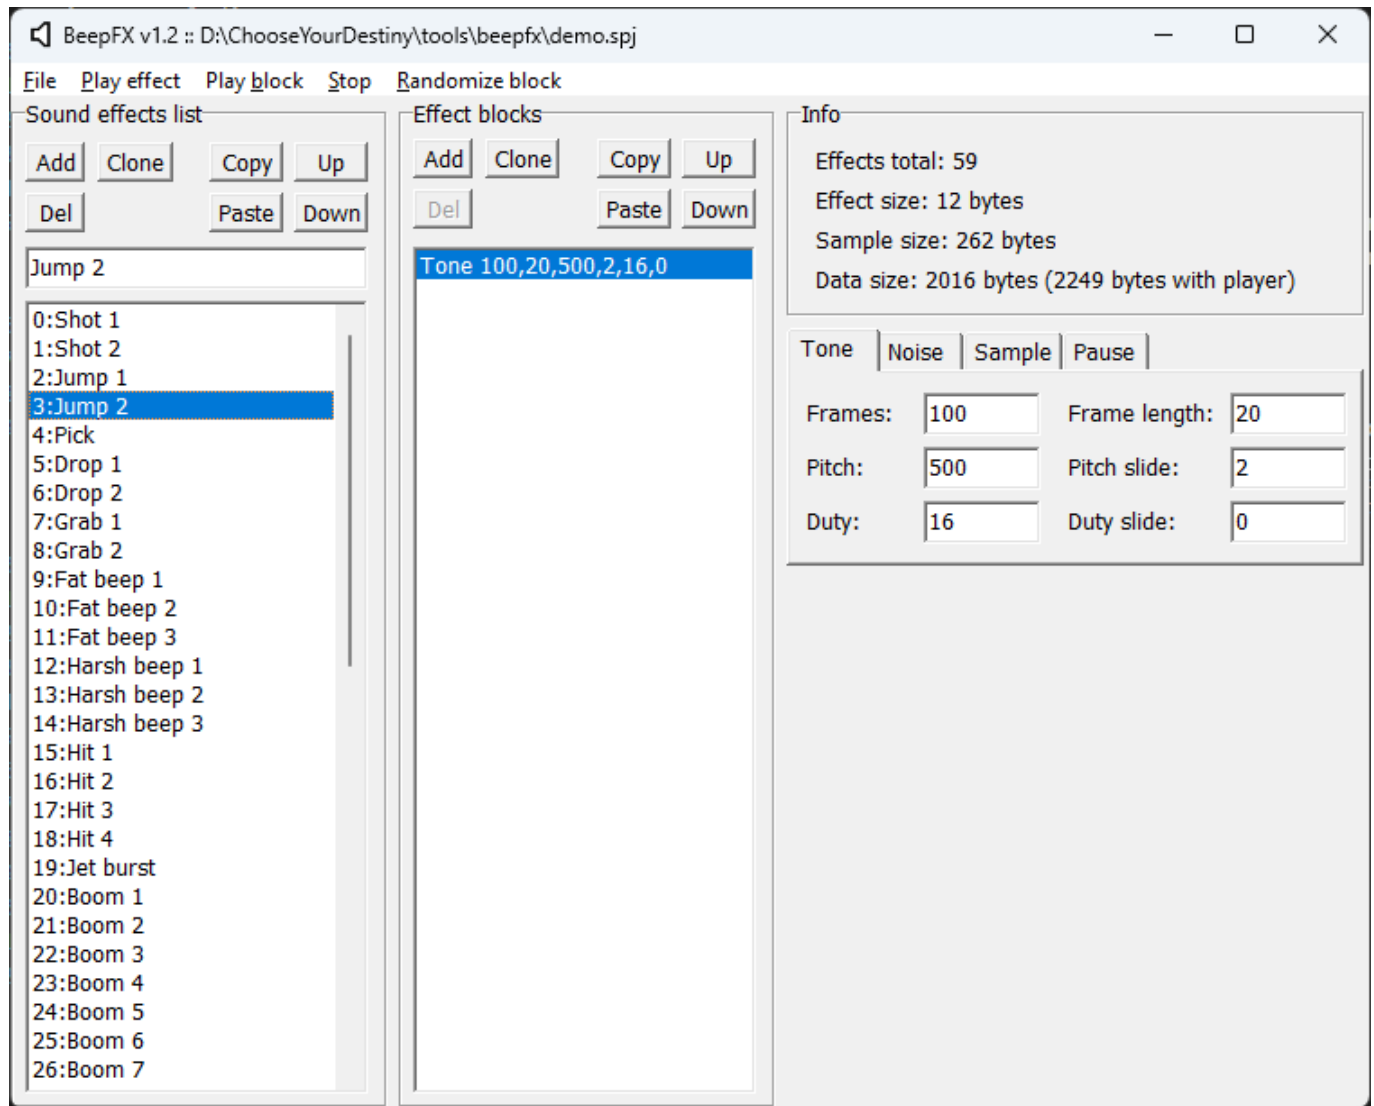 BeepFX v1.2 :: D:\ChooseYourDestiny\tools\beepfx\demo.spj
File Play effect Play block Stop Randomize block
Sound effects list
Add Clone Copy Up
Del Paste Down
Jump 2
0:Shot 1
1:Shot 2
2:Jump 1
3:Jump 2
4:Pick
5:Drop 1
6:Drop 2
7:Grab 1
8:Grab 2
9:Fat beep 1
10:Fat beep 2
11:Fat beep 3
12:Harsh beep 1
13:Harsh beep 2
14:Harsh beep 3
15:Hit 1
16:Hit 2
17:Hit 3
18:Hit 4
19:Jet burst
20:Boom 1
21:Boom 2
22:Boom 3
23:Boom 4
24:Boom 5
25:Boom 6
26:Boom 7
Effect blocks
Add Clone Copy Up
Del Paste Down
Tone 100,20,500,2,16,0
Info
Effects total: 59
Effect size: 12 bytes
Sample size: 262 bytes
Data size: 2016 bytes (2249 bytes with player)
Tone Noise Sample Pause
Frames: 100 Frame length: 20
Pitch: 500 Pitch slide: 2
Duty: 16 Duty slide: 0